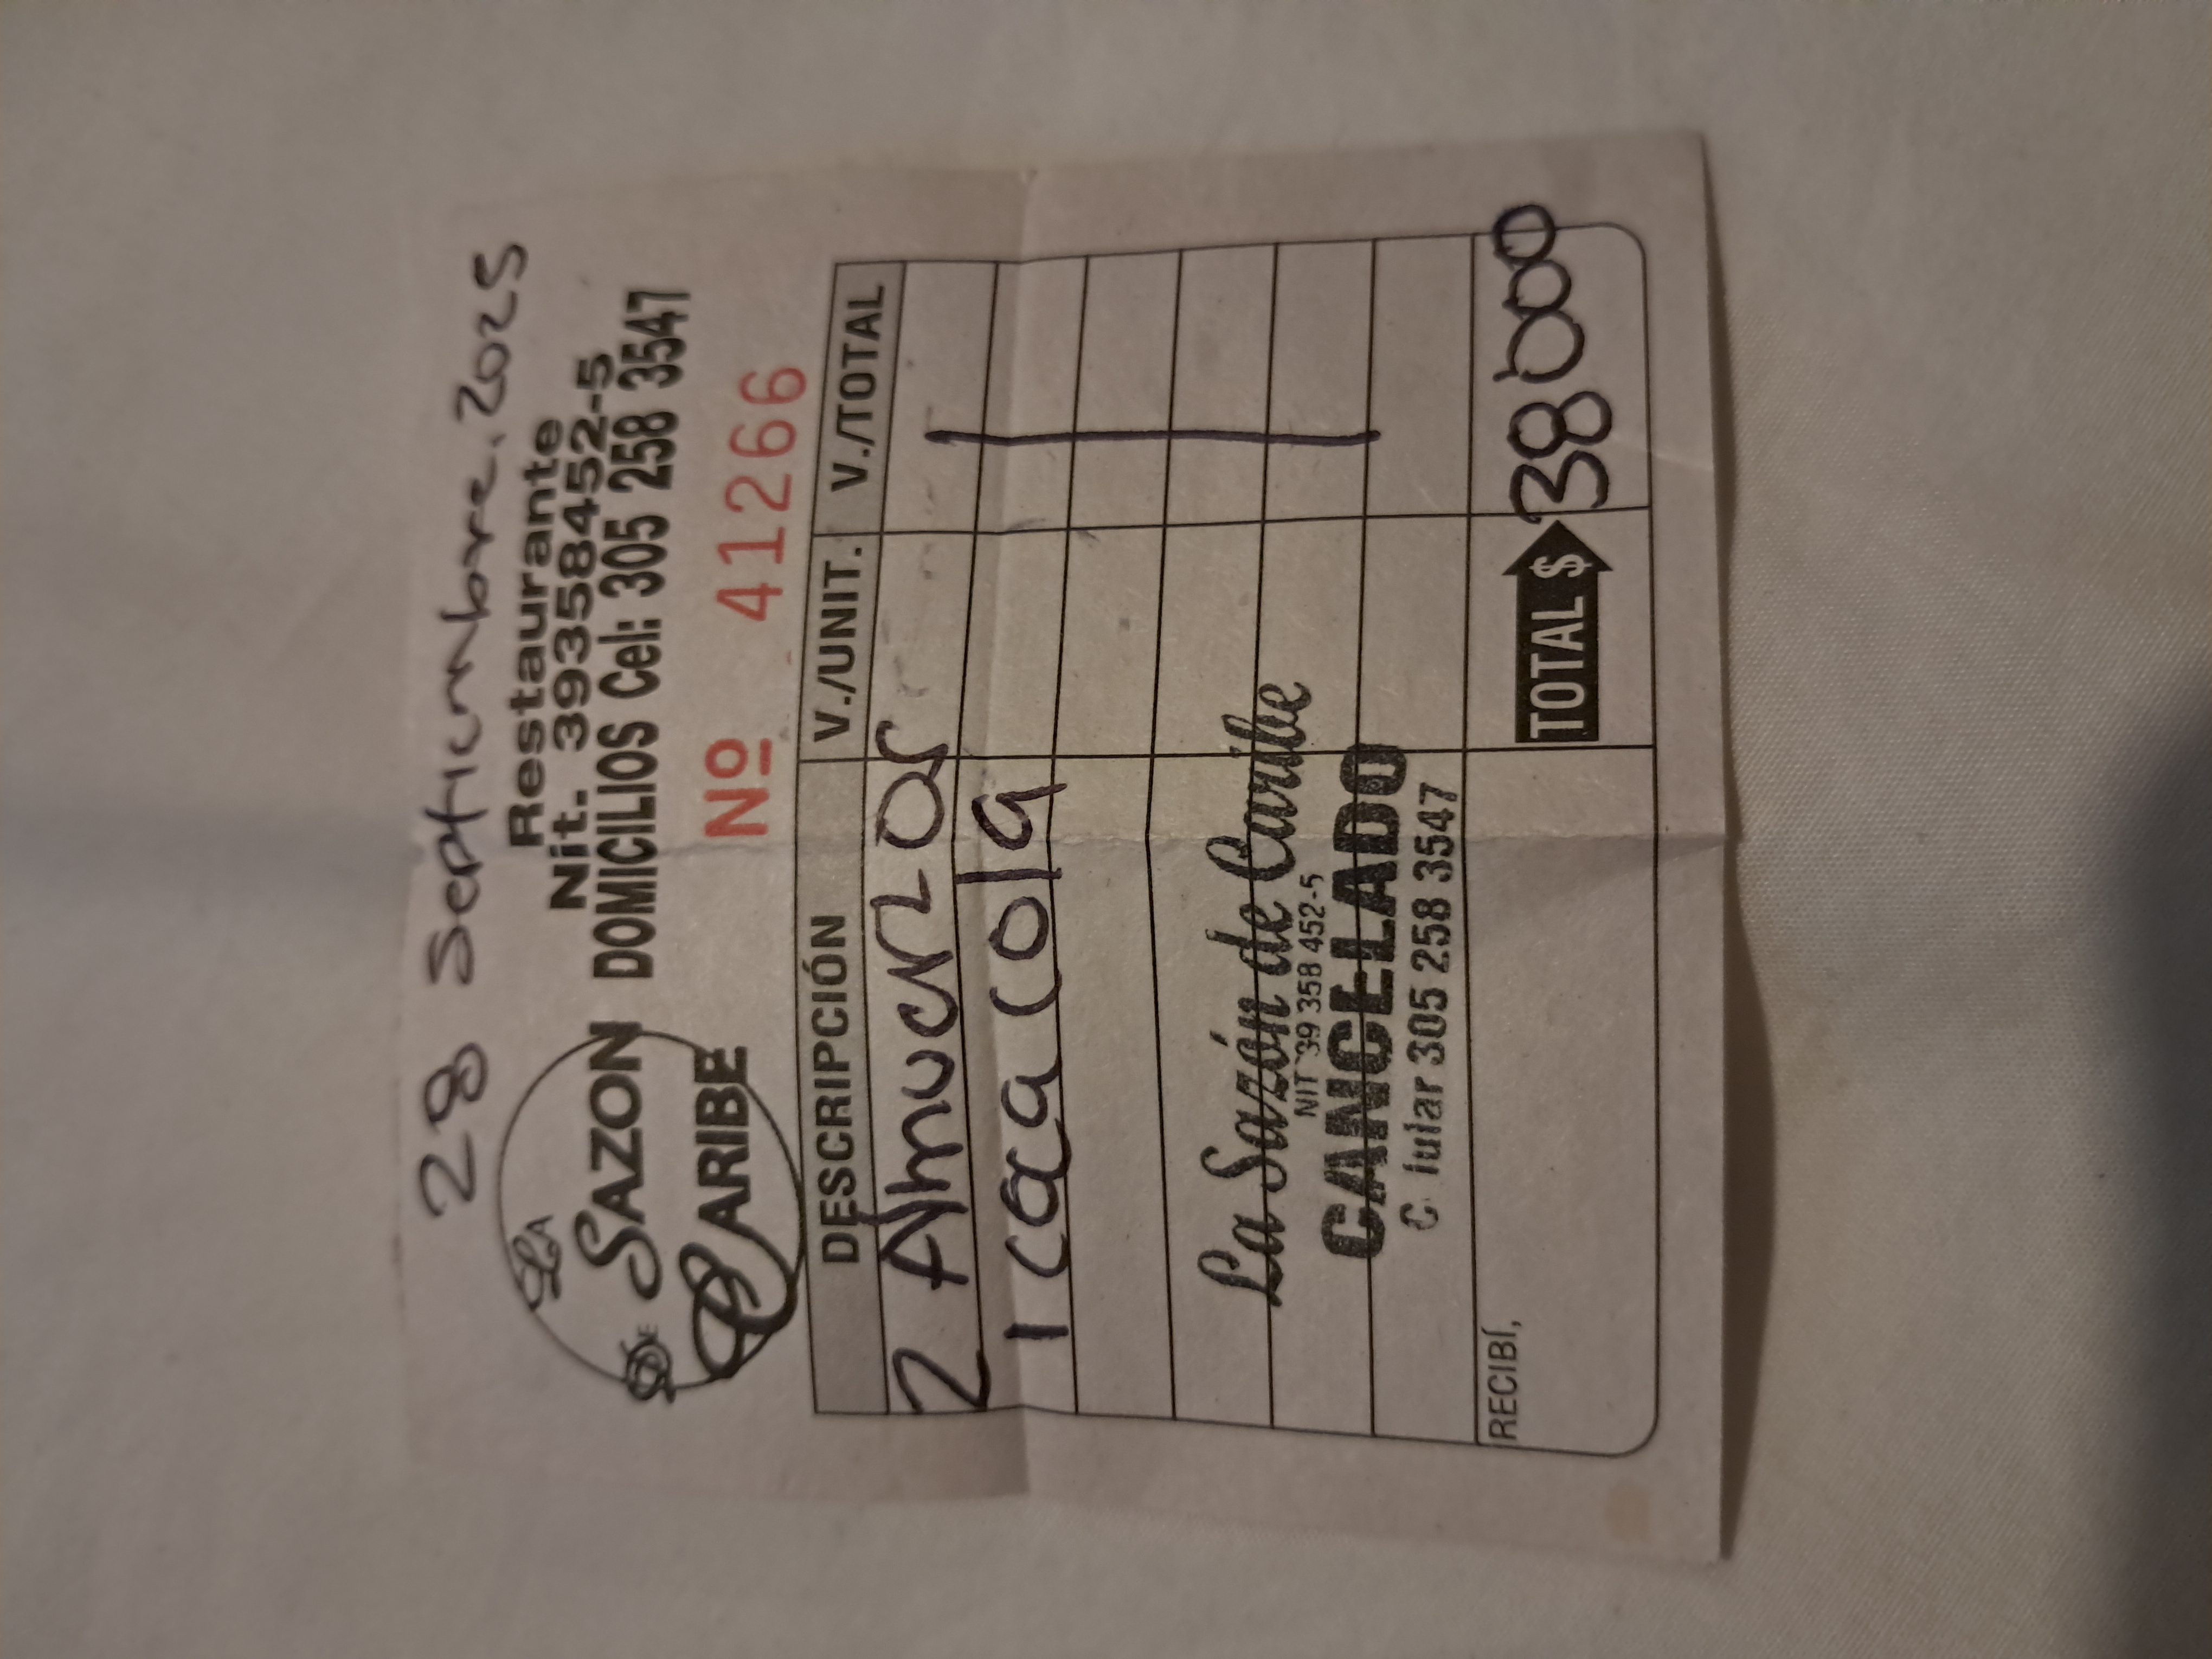 28 Septiembre. 2025
LA
SAZON
DE
CARIBE
Restaurante
Nit. 39358452-5
DOMICILIOS Cel: 305 258 3547
Nº 41266
DESCRIPCIÓN V./UNIT. V./TOTAL
2 Almuerzos
1 coca cola
La Sazón de Caribe
NIT 39 358 452-5
CANCELADO
C lular 305 258 3547
RECIBÍ, TOTAL $ 38000